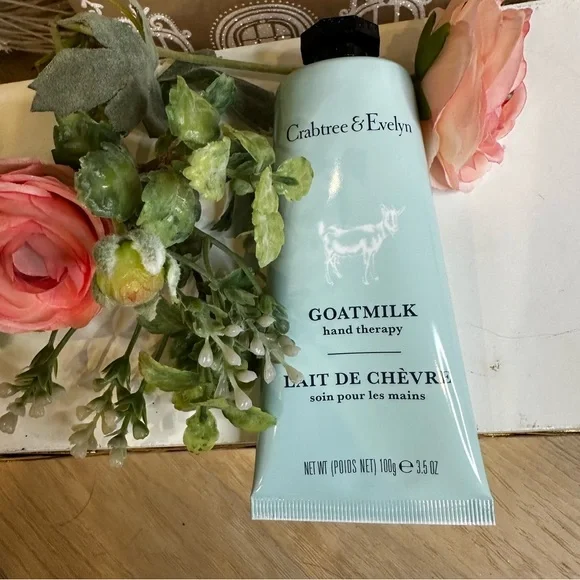 Crabtree & Evelyn
GOATMILK
hand therapy
LAIT DE CHÈVRE
soin pour les mains
NET WT (POIDS NET) 100g ℮ 3.5 OZ